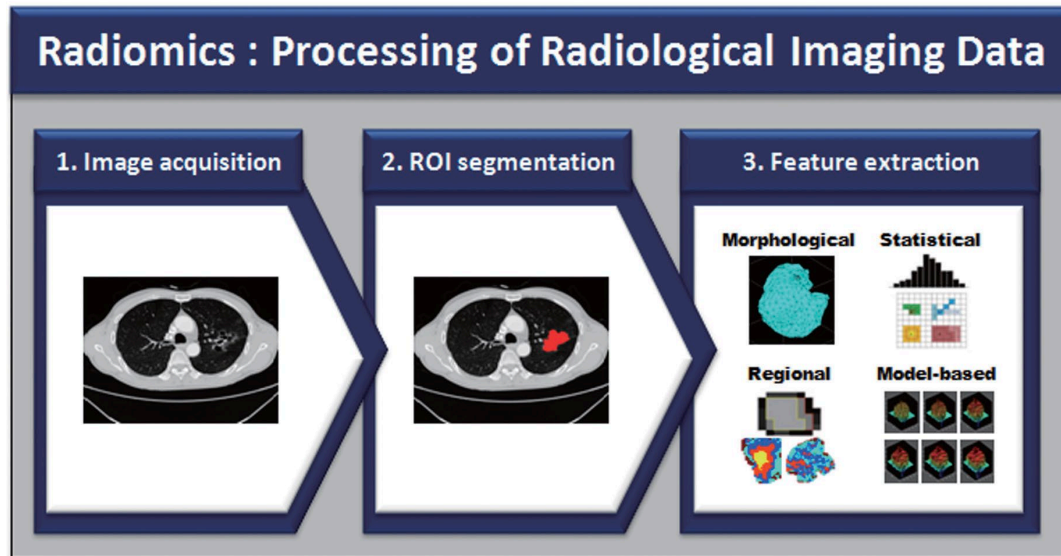 Radiomics : Processing of Radiological Imaging Data
1. Image acquisition
2. ROI segmentation
3. Feature extraction
Morphological
Statistical
Regional
Model-based